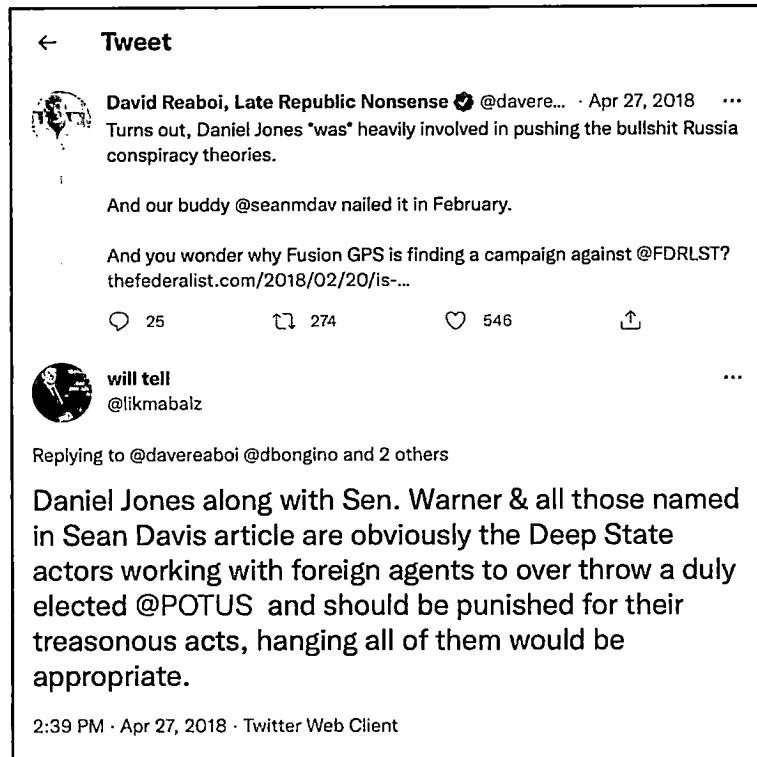 ← Tweet
David Reaboi, Late Republic Nonsense @davere... · Apr 27, 2018 ···
Turns out, Daniel Jones *was* heavily involved in pushing the bullshit Russia
conspiracy theories.
And our buddy @seanmdav nailed it in February.
And you wonder why Fusion GPS is finding a campaign against @FDRLST?
thefederalist.com/2018/02/20/is-...
25 274 546
will tell ···
@likmabalz
Replying to @davereaboi @dbongino and 2 others
Daniel Jones along with Sen. Warner & all those named
in Sean Davis article are obviously the Deep State
actors working with foreign agents to over throw a duly
elected @POTUS and should be punished for their
treasonous acts, hanging all of them would be
appropriate.
2:39 PM · Apr 27, 2018 · Twitter Web Client